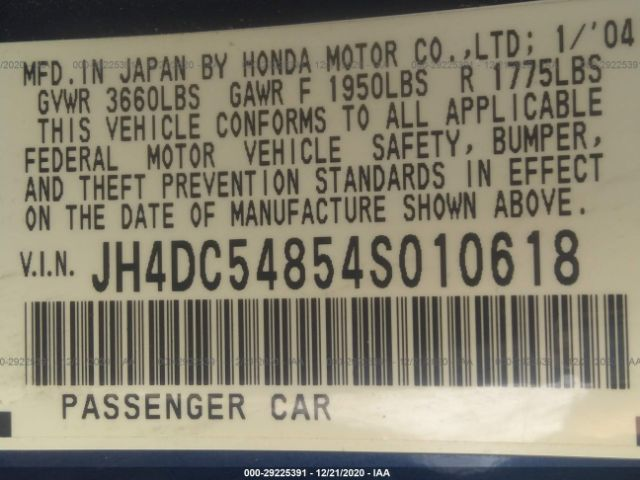 MFD.IN JAPAN BY HONDA MOTOR CO.,LTD; 1/'04
GVWR 3660LBS GAWR F 1950LBS R 1775LBS
THIS VEHICLE CONFORMS TO ALL APPLICABLE
FEDERAL MOTOR VEHICLE SAFETY, BUMPER,
AND THEFT PREVENTION STANDARDS IN EFFECT
ON THE DATE OF MANUFACTURE SHOWN ABOVE.
V.I.N. JH4DC54854S010618
PASSENGER CAR
000-29225391 - 12/21/2020 - IAA